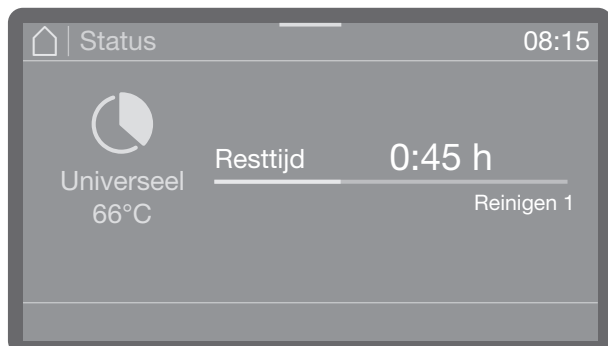 Status 08:15
Resttijd 0:45 h
Universeel
66°C
Reinigen 1